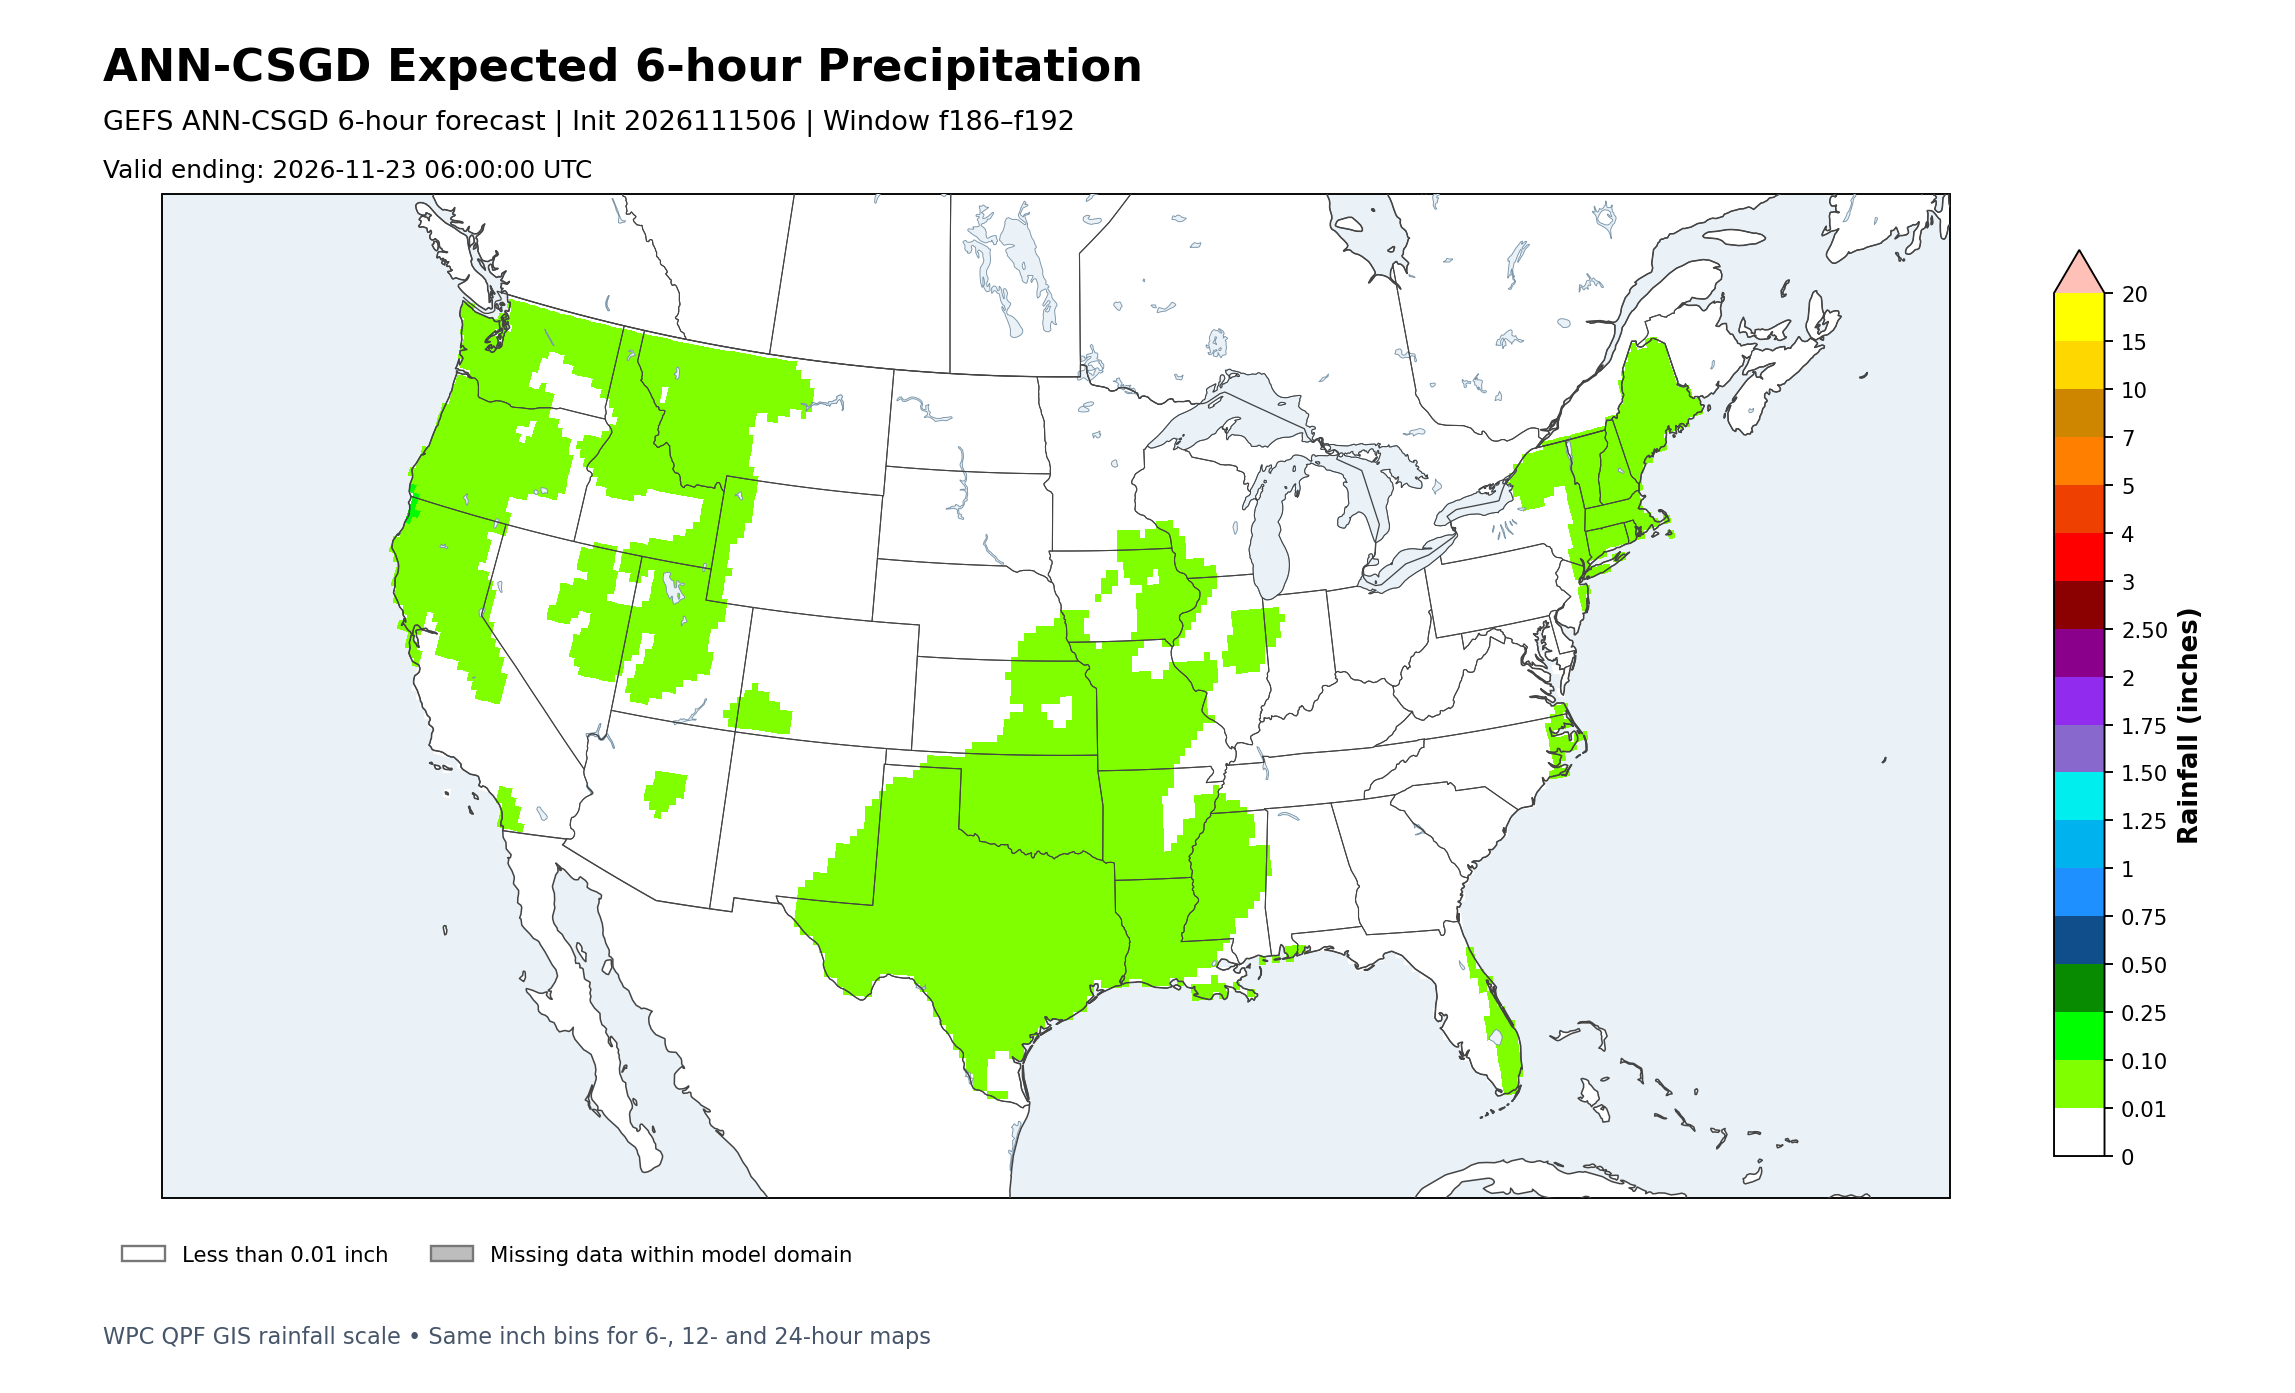 ANN-CSGD Expected 6-hour Precipitation
GEFS ANN-CSGD 6-hour forecast | Init 2026111506 | Window f186–f192
Valid ending: 2026-11-23 06:00:00 UTC
20
15
10
7
5
4
3
2.50
2
1.75
1.50
1.25
1
0.75
0.50
0.25
0.10
0.01
0
Rainfall (inches)
Less than 0.01 inch
Missing data within model domain
WPC QPF GIS rainfall scale • Same inch bins for 6-, 12- and 24-hour maps